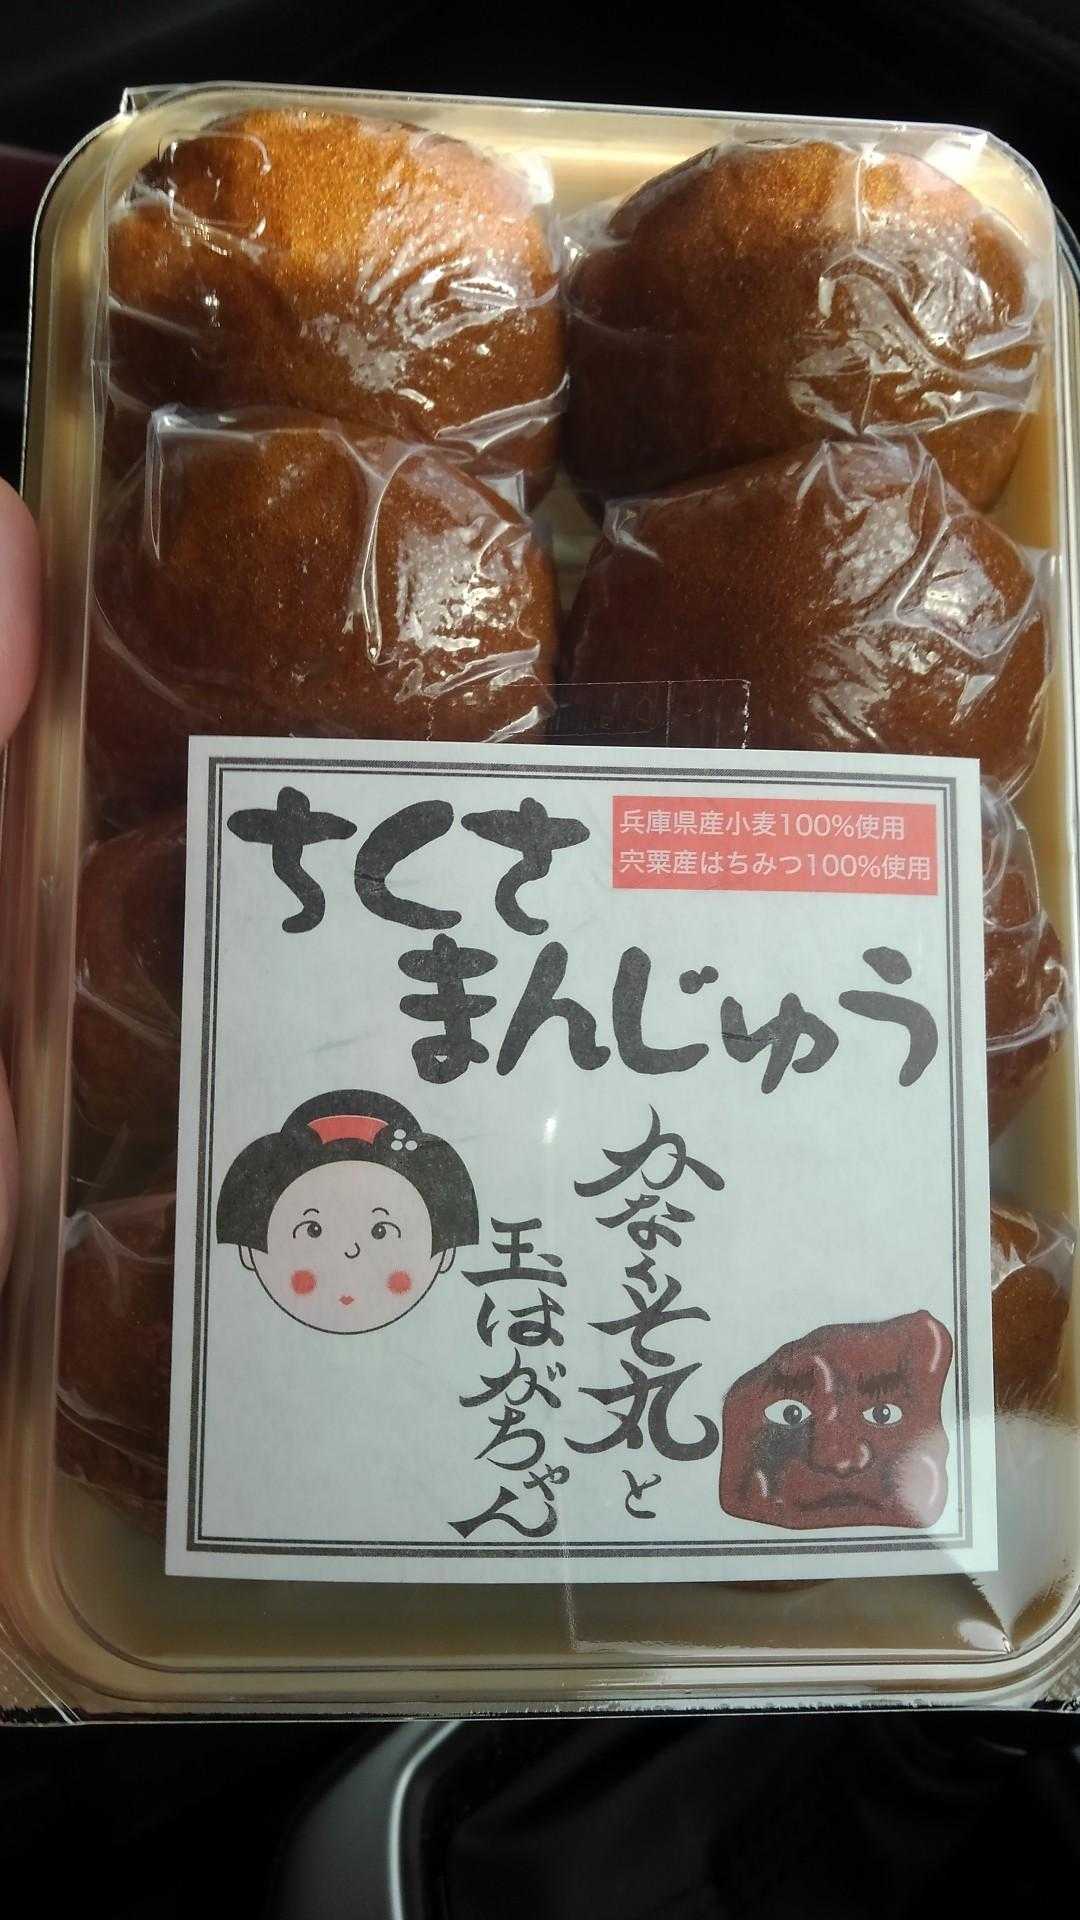 ちくさ
まんじゅう
兵庫県産小麦100%使用
宍粟産はちみつ100%使用
かなくそ丸と
玉はがちゃん